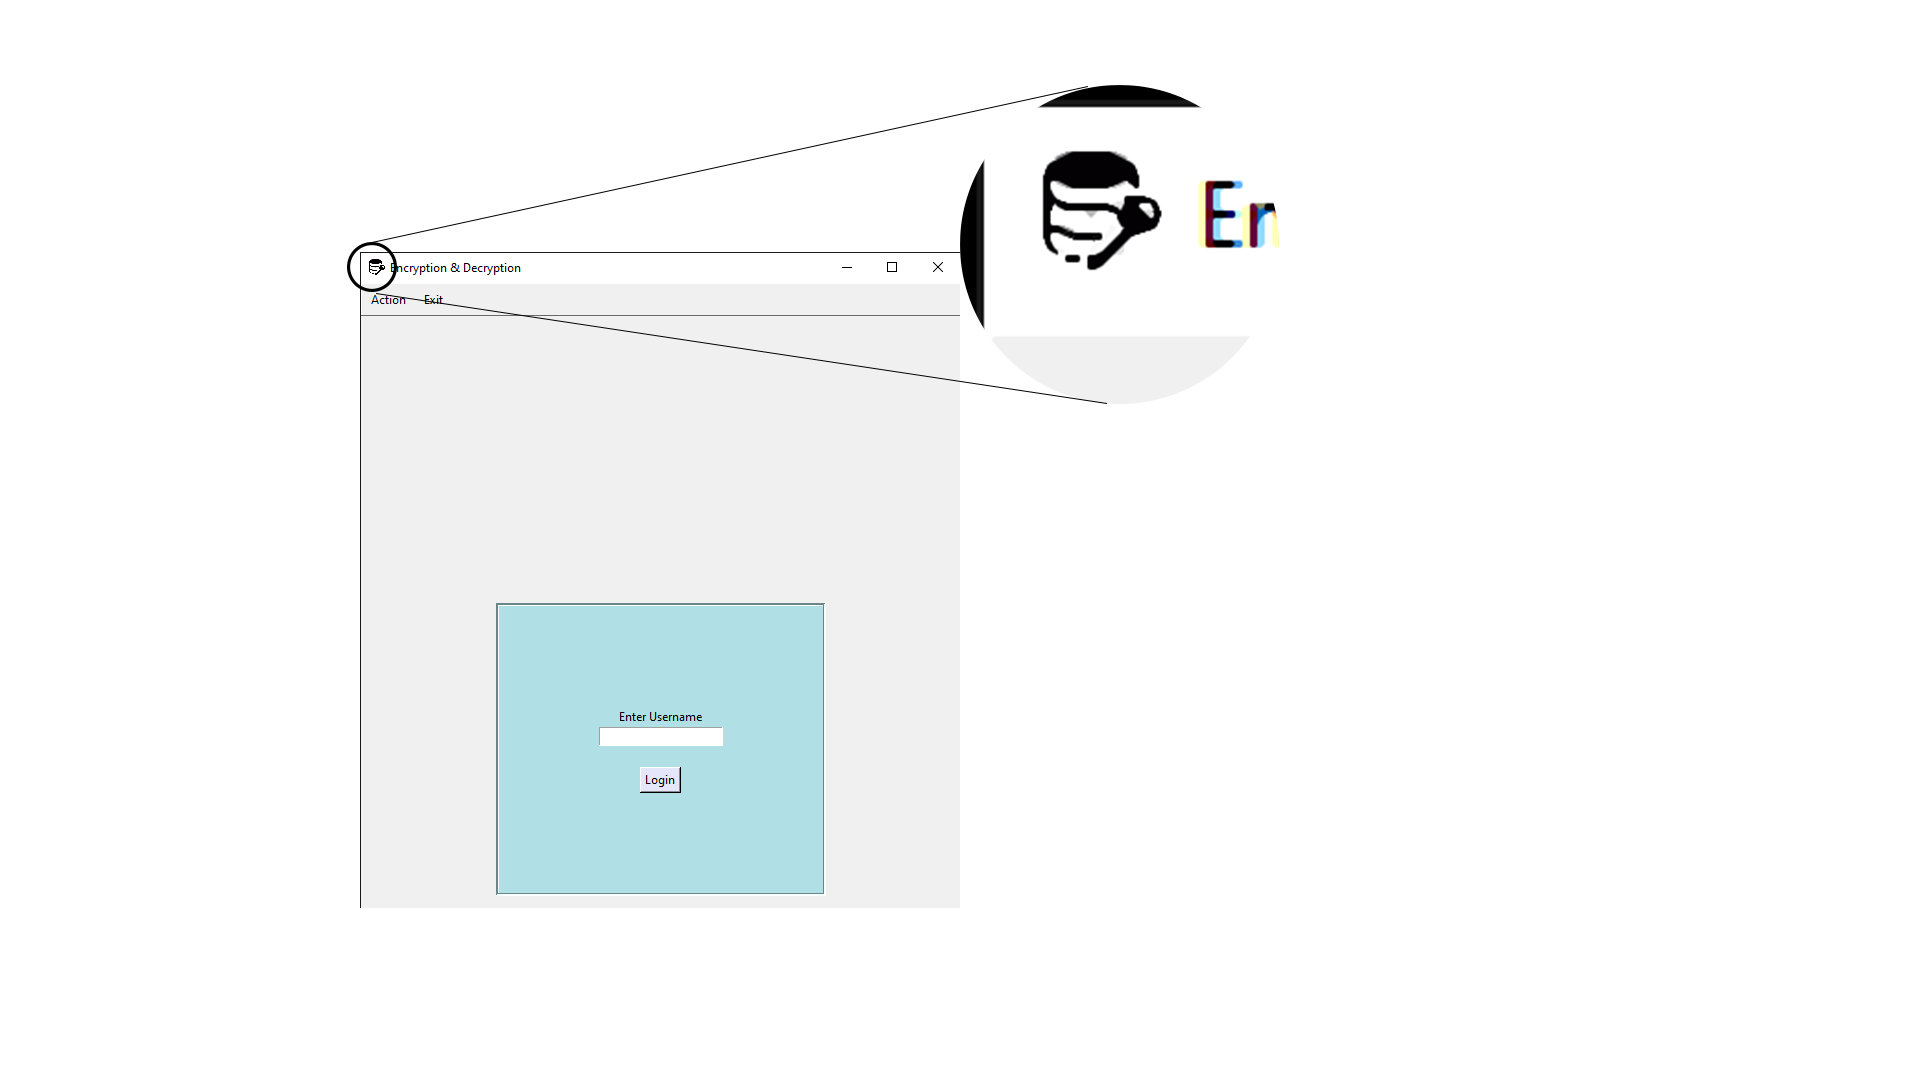 Encryption & Decryption
Action Exit
En
Enter Username
Login